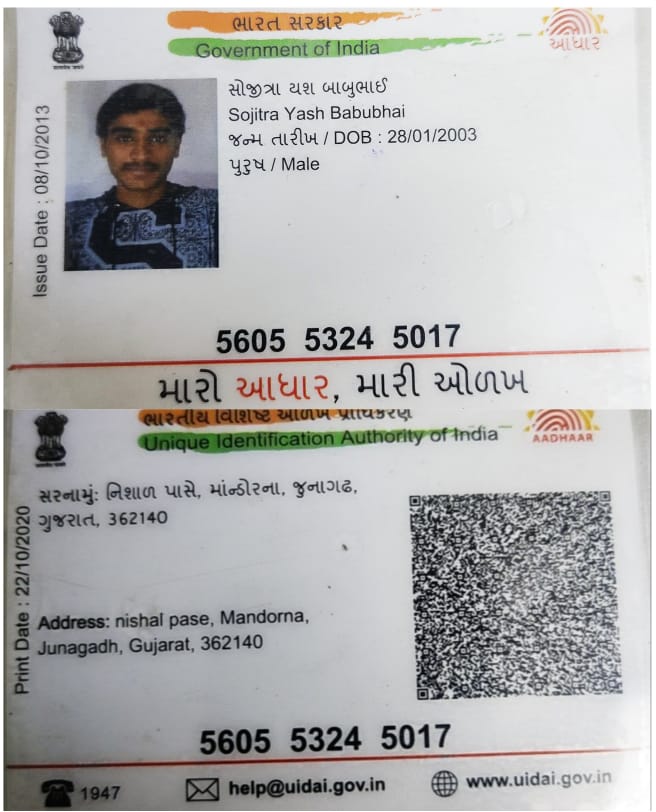 ભારત સરકાર
Government of India
આધાર
Issue Date : 08/10/2013
સોજીત્રા યશ બાબુભાઈ
Sojitra Yash Babubhai
જન્મ તારીખ / DOB : 28/01/2003
પુરુષ / Male
5605 5324 5017
મારો આધાર, મારી ઓળખ
ભારતીય વિશિષ્ટ ઓળખ પ્રાધિકરણ
Unique Identification Authority of India
AADHAAR
Print Date : 22/10/2020
સરનામું: નિશાળ પાસે, માંન્ડોરના, જુનાગઢ,
ગુજરાત, 362140
Address: nishal pase, Mandorna,
Junagadh, Gujarat, 362140
5605 5324 5017
1947
help@uidai.gov.in
www.uidai.gov.in